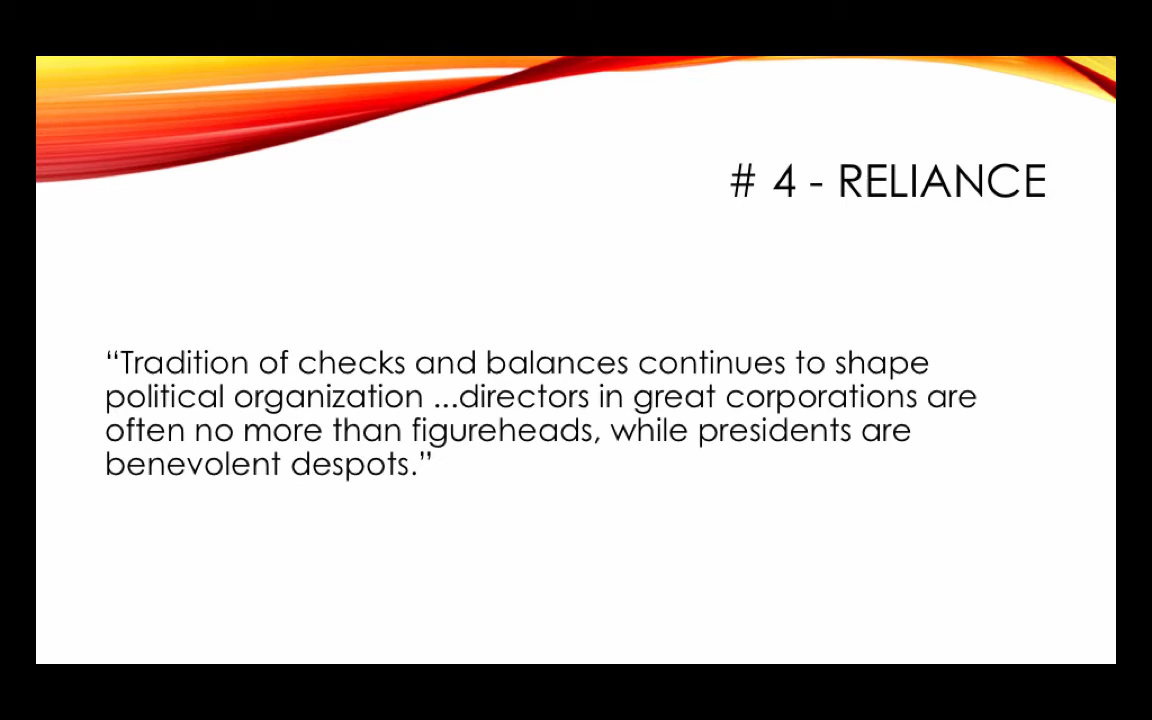 # 4 - RELIANCE
“Tradition of checks and balances continues to shape
political organization ...directors in great corporations are
often no more than figureheads, while presidents are
benevolent despots.”